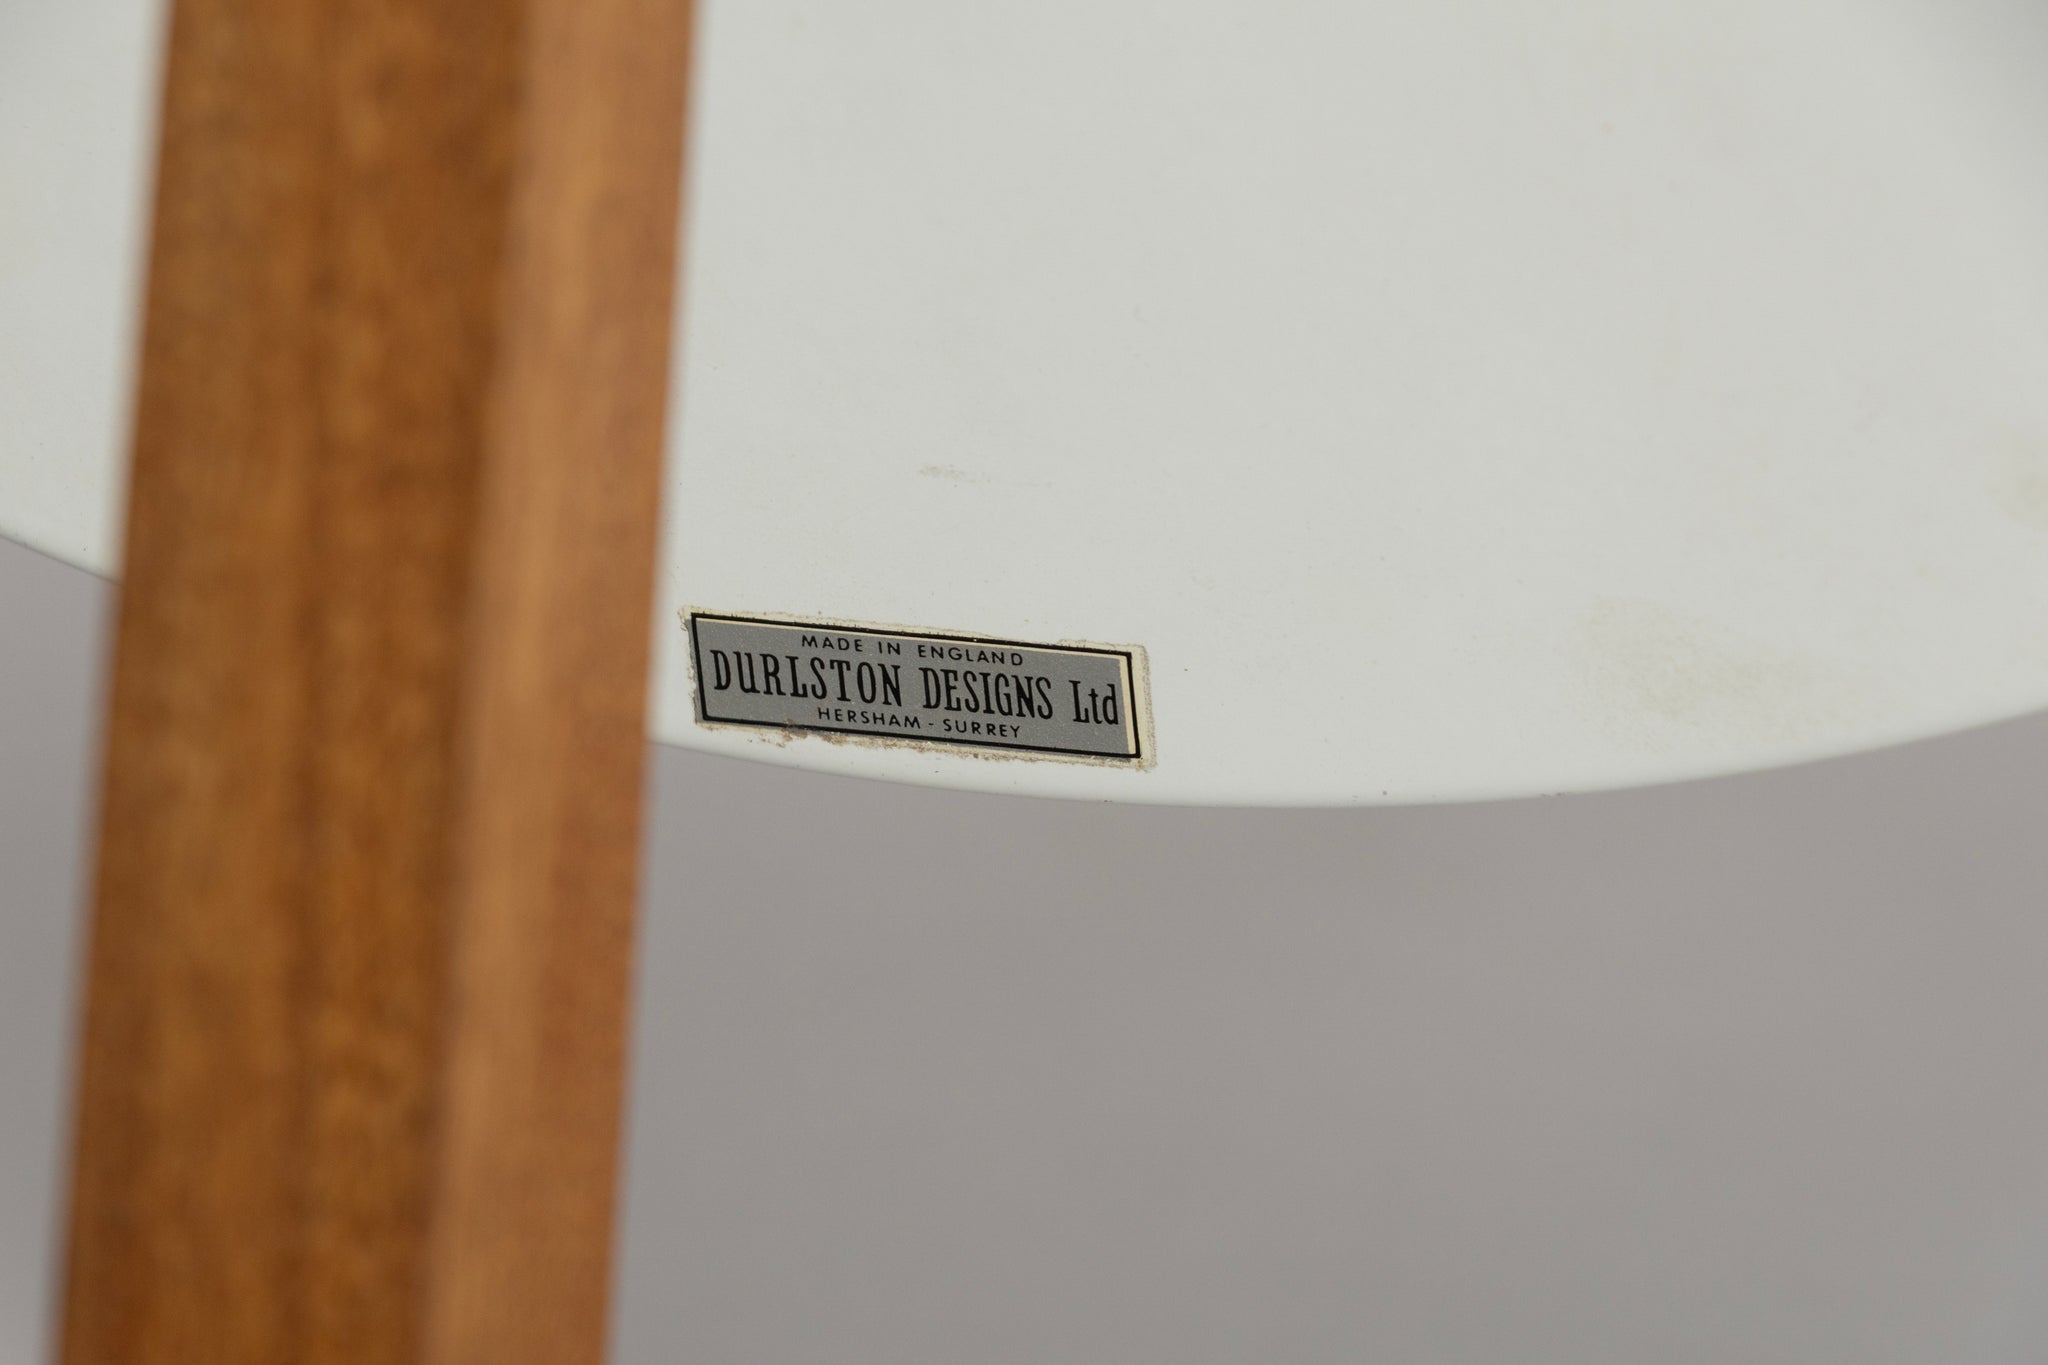 MADE IN ENGLAND
DURLSTON DESIGNS Ltd
HERSHAM - SURREY